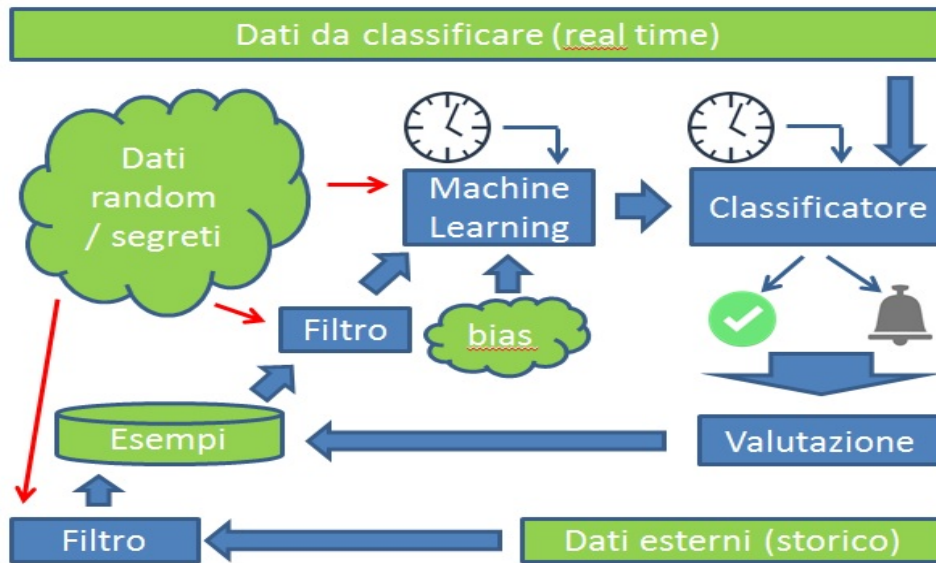 Dati da classificare (real time)
Dati
random
/ segreti
Machine
Learning
Classificatore
Filtro
bias
Esempi
Valutazione
Filtro
Dati esterni (storico)